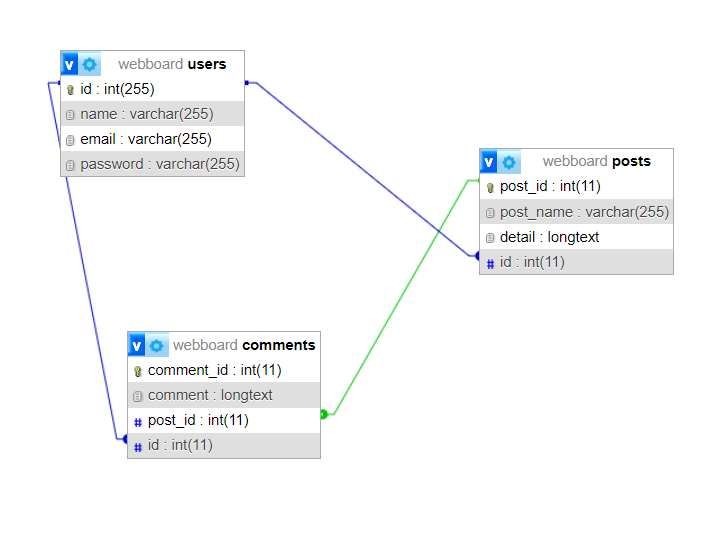 v webboard users
id : int(255)
name : varchar(255)
email : varchar(255)
password : varchar(255)
v webboard posts
post_id : int(11)
post_name : varchar(255)
detail : longtext
# id : int(11)
v webboard comments
comment_id : int(11)
comment : longtext
# post_id : int(11)
# id : int(11)